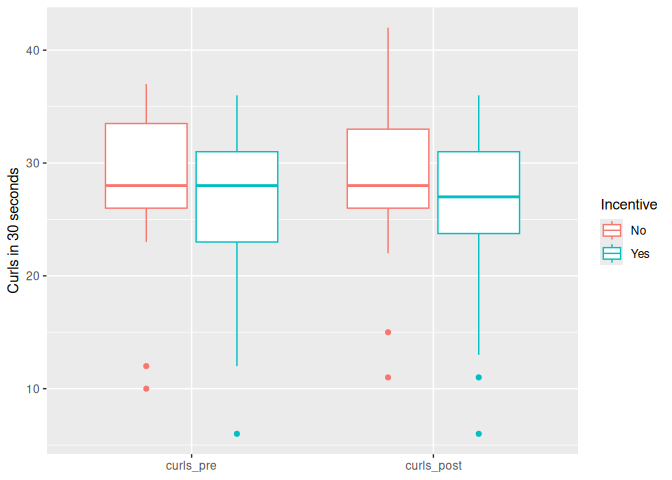 Curls in 30 seconds
40
30
20
10
curls_pre
curls_post
Incentive
No
Yes